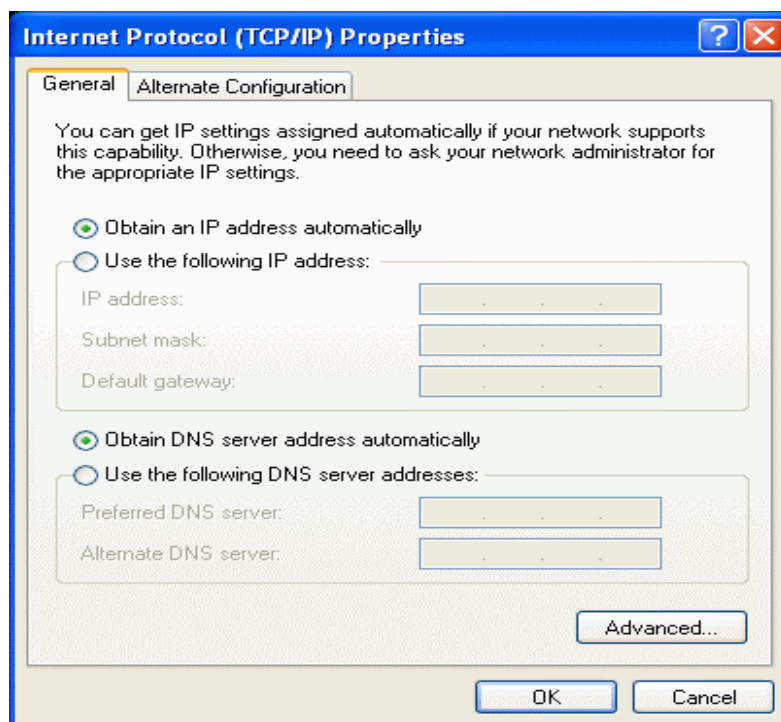 Internet Protocol (TCP/IP) Properties
General
Alternate Configuration
You can get IP settings assigned automatically if your network supports
this capability. Otherwise, you need to ask your network administrator for
the appropriate IP settings.
Obtain an IP address automatically
Use the following IP address:
IP address:
Subnet mask:
Default gateway:
Obtain DNS server address automatically
Use the following DNS server addresses:
Preferred DNS server:
Alternate DNS server:
Advanced...
OK
Cancel